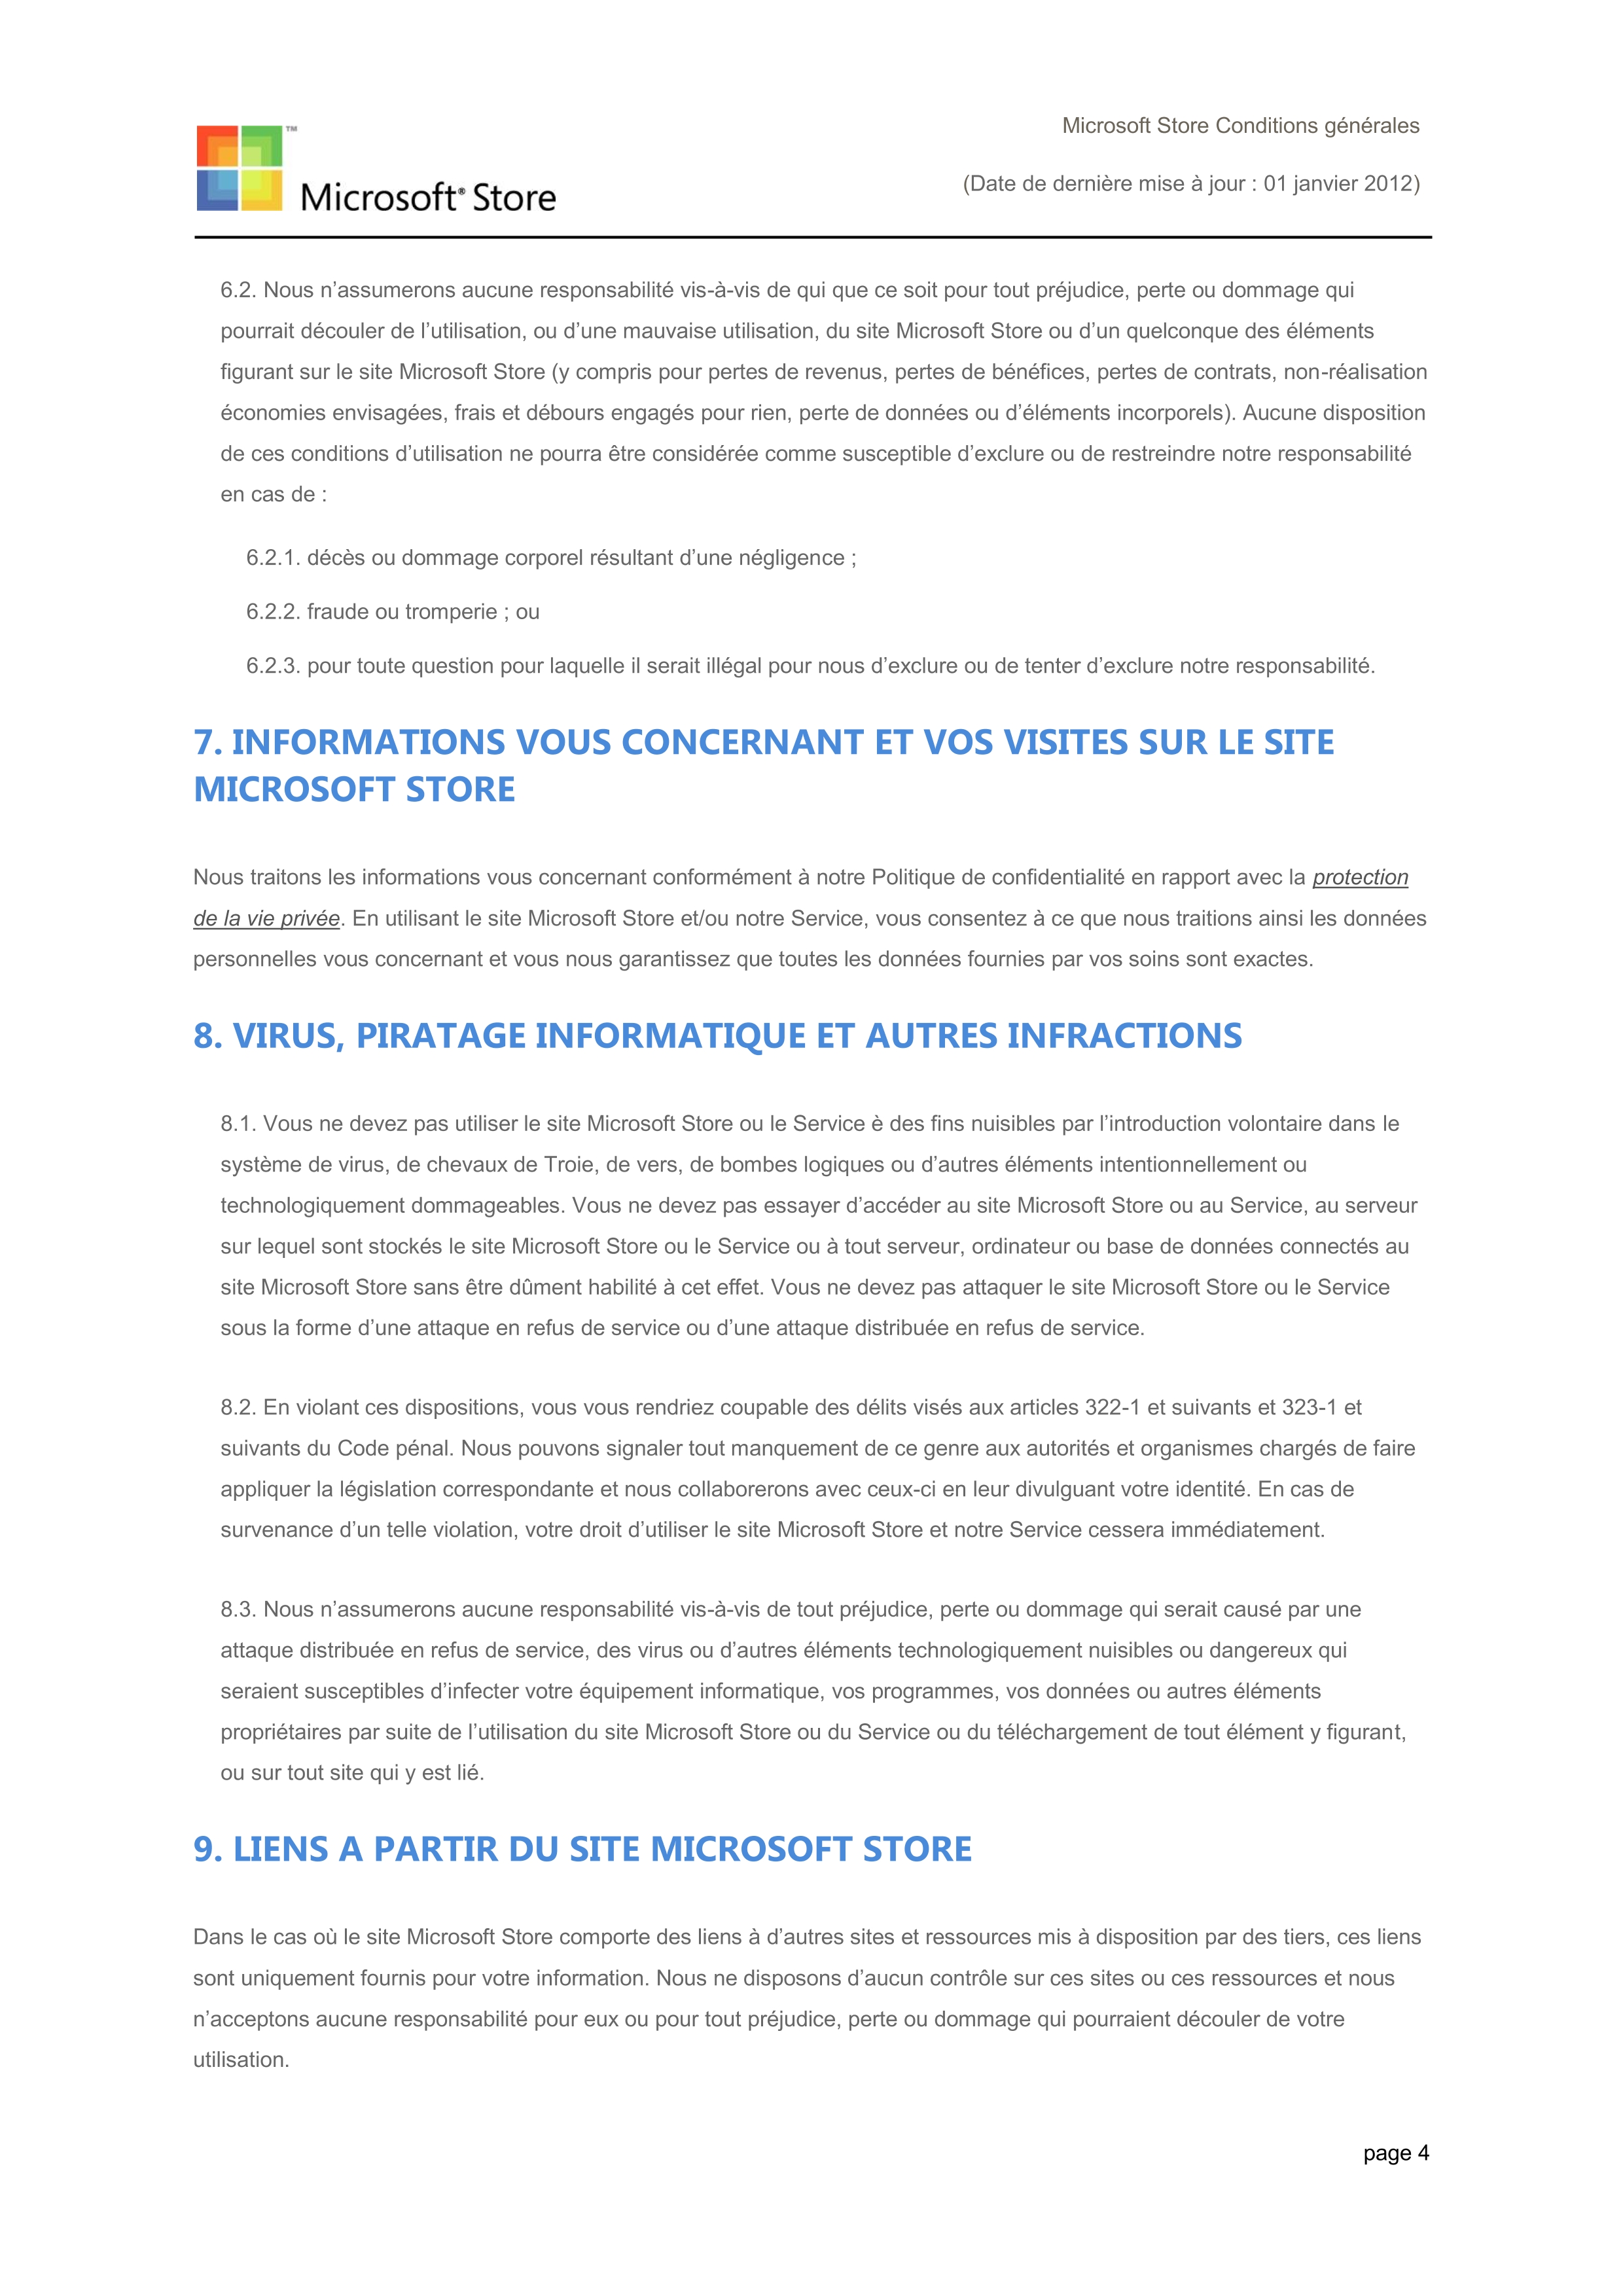 Microsoft Store Conditions générales
(Date de dernière mise à jour : 01 janvier 2012)
TM
Microsoft® Store
6.2. Nous n’assumerons aucune responsabilité vis-à-vis de qui que ce soit pour tout préjudice, perte ou dommage qui
pourrait découler de l’utilisation, ou d’une mauvaise utilisation, du site Microsoft Store ou d’un quelconque des éléments
figurant sur le site Microsoft Store (y compris pour pertes de revenus, pertes de bénéfices, pertes de contrats, non-réalisation
économies envisagées, frais et débours engagés pour rien, perte de données ou d’éléments incorporels). Aucune disposition
de ces conditions d’utilisation ne pourra être considérée comme susceptible d’exclure ou de restreindre notre responsabilité
en cas de :
6.2.1. décès ou dommage corporel résultant d’une négligence ;
6.2.2. fraude ou tromperie ; ou
6.2.3. pour toute question pour laquelle il serait illégal pour nous d’exclure ou de tenter d’exclure notre responsabilité.
7. INFORMATIONS VOUS CONCERNANT ET VOS VISITES SUR LE SITE
MICROSOFT STORE
Nous traitons les informations vous concernant conformément à notre Politique de confidentialité en rapport avec la protection
de la vie privée. En utilisant le site Microsoft Store et/ou notre Service, vous consentez à ce que nous traitions ainsi les données
personnelles vous concernant et vous nous garantissez que toutes les données fournies par vos soins sont exactes.
8. VIRUS, PIRATAGE INFORMATIQUE ET AUTRES INFRACTIONS
8.1. Vous ne devez pas utiliser le site Microsoft Store ou le Service è des fins nuisibles par l’introduction volontaire dans le
système de virus, de chevaux de Troie, de vers, de bombes logiques ou d’autres éléments intentionnellement ou
technologiquement dommageables. Vous ne devez pas essayer d’accéder au site Microsoft Store ou au Service, au serveur
sur lequel sont stockés le site Microsoft Store ou le Service ou à tout serveur, ordinateur ou base de données connectés au
site Microsoft Store sans être dûment habilité à cet effet. Vous ne devez pas attaquer le site Microsoft Store ou le Service
sous la forme d’une attaque en refus de service ou d’une attaque distribuée en refus de service.
8.2. En violant ces dispositions, vous vous rendriez coupable des délits visés aux articles 322-1 et suivants et 323-1 et
suivants du Code pénal. Nous pouvons signaler tout manquement de ce genre aux autorités et organismes chargés de faire
appliquer la législation correspondante et nous collaborerons avec ceux-ci en leur divulguant votre identité. En cas de
survenance d’un telle violation, votre droit d’utiliser le site Microsoft Store et notre Service cessera immédiatement.
8.3. Nous n’assumerons aucune responsabilité vis-à-vis de tout préjudice, perte ou dommage qui serait causé par une
attaque distribuée en refus de service, des virus ou d’autres éléments technologiquement nuisibles ou dangereux qui
seraient susceptibles d’infecter votre équipement informatique, vos programmes, vos données ou autres éléments
propriétaires par suite de l’utilisation du site Microsoft Store ou du Service ou du téléchargement de tout élément y figurant,
ou sur tout site qui y est lié.
9. LIENS A PARTIR DU SITE MICROSOFT STORE
Dans le cas où le site Microsoft Store comporte des liens à d’autres sites et ressources mis à disposition par des tiers, ces liens
sont uniquement fournis pour votre information. Nous ne disposons d’aucun contrôle sur ces sites ou ces ressources et nous
n’acceptons aucune responsabilité pour eux ou pour tout préjudice, perte ou dommage qui pourraient découler de votre
utilisation.
page 4